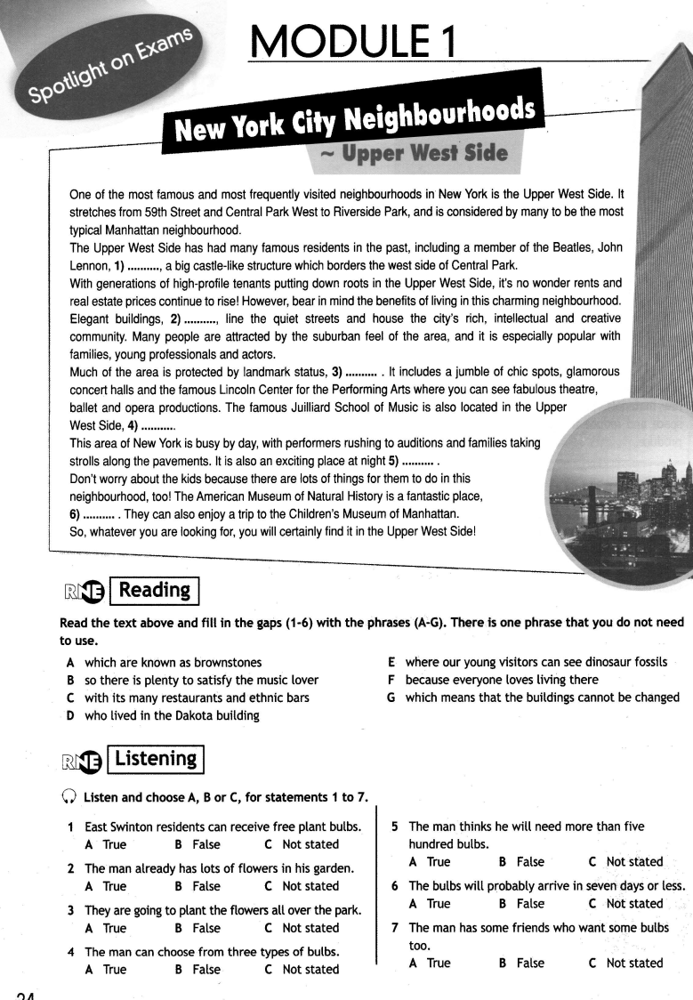 Spotlight on Exams
MODULE 1
New York City Neighbourhoods
~ Upper West Side
One of the most famous and most frequently visited neighbourhoods in New York is the Upper West Side. It
stretches from 59th Street and Central Park West to Riverside Park, and is considered by many to be the most
typical Manhattan neighbourhood.
The Upper West Side has had many famous residents in the past, including a member of the Beatles, John
Lennon, 1) .........., a big castle-like structure which borders the west side of Central Park.
With generations of high-profile tenants putting down roots in the Upper West Side, it's no wonder rents and
real estate prices continue to rise! However, bear in mind the benefits of living in this charming neighbourhood.
Elegant buildings, 2) .........., line the quiet streets and house the city's rich, intellectual and creative
community. Many people are attracted by the suburban feel of the area, and it is especially popular with
families, young professionals and actors.
Much of the area is protected by landmark status, 3) .......... . It includes a jumble of chic spots, glamorous
concert halls and the famous Lincoln Center for the Performing Arts where you can see fabulous theatre,
ballet and opera productions. The famous Juilliard School of Music is also located in the Upper
West Side, 4) ...........
This area of New York is busy by day, with performers rushing to auditions and families taking
strolls along the pavements. It is also an exciting place at night 5) .......... .
Don't worry about the kids because there are lots of things for them to do in this
neighbourhood, too! The American Museum of Natural History is a fantastic place,
6) .......... . They can also enjoy a trip to the Children's Museum of Manhattan.
So, whatever you are looking for, you will certainly find it in the Upper West Side!
RNE Reading
Read the text above and fill in the gaps (1-6) with the phrases (A-G). There is one phrase that you do not need
to use.
A which are known as brownstones
B so there is plenty to satisfy the music lover
C with its many restaurants and ethnic bars
D who lived in the Dakota building
E where our young visitors can see dinosaur fossils
F because everyone loves living there
G which means that the buildings cannot be changed
RNE Listening
Listen and choose A, B or C, for statements 1 to 7.
1 East Swinton residents can receive free plant bulbs.
A True B False C Not stated
2 The man already has lots of flowers in his garden.
A True B False C Not stated
3 They are going to plant the flowers all over the park.
A True B False C Not stated
4 The man can choose from three types of bulbs.
A True B False C Not stated
5 The man thinks he will need more than five
hundred bulbs.
A True B False C Not stated
6 The bulbs will probably arrive in seven days or less.
A True B False C Not stated
7 The man has some friends who want some bulbs
too.
A True B False C Not stated
24